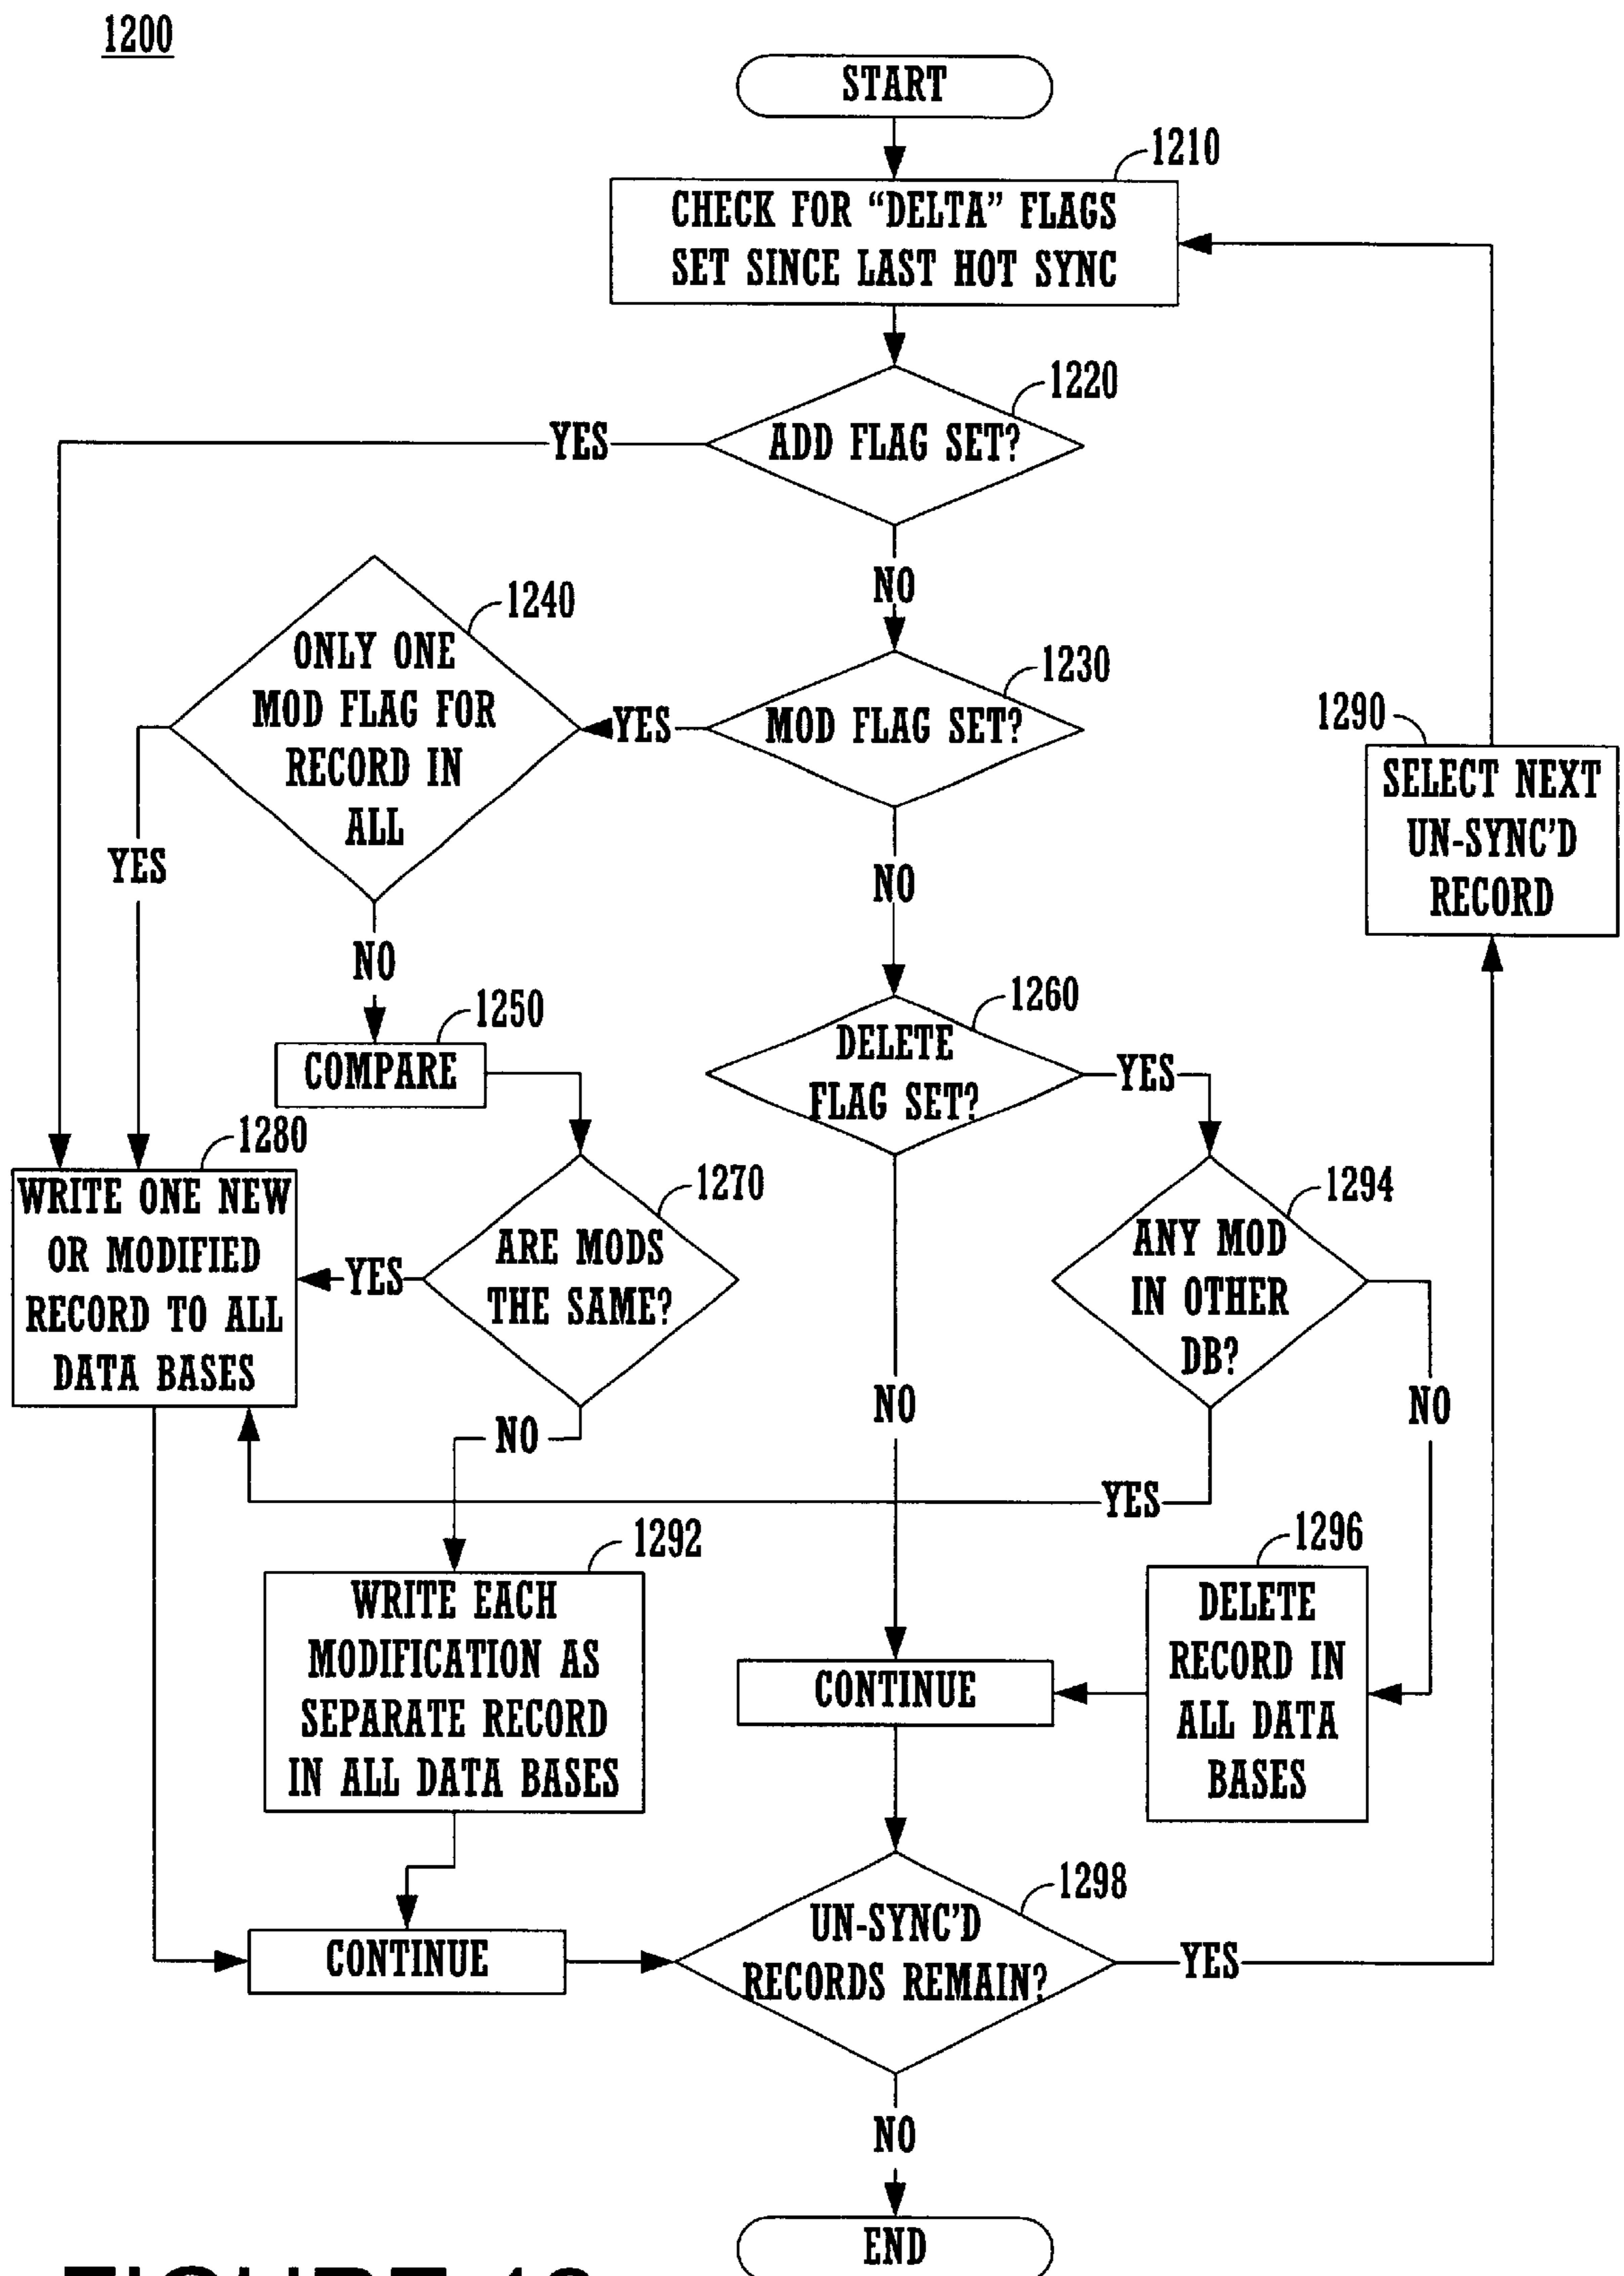 1200
START
1210
CHECK FOR “DELTA” FLAGS
SET SINCE LAST HOT SYNC
1220
ADD FLAG SET?
YES
NO
1240
ONLY ONE
MOD FLAG FOR
RECORD IN
ALL
1230
MOD FLAG SET?
YES
1290
SELECT NEXT
UN-SYNC’D
RECORD
YES
NO
NO
1250
COMPARE
1260
DELETE
FLAG SET?
YES
1280
WRITE ONE NEW
OR MODIFIED
RECORD TO ALL
DATA BASES
1270
ARE MODS
THE SAME?
YES
1294
ANY MOD
IN OTHER
DB?
NO
NO
NO
YES
1292
WRITE EACH
MODIFICATION AS
SEPARATE RECORD
IN ALL DATA BASES
1296
DELETE
RECORD IN
ALL DATA
BASES
CONTINUE
1298
UN-SYNC’D
RECORDS REMAIN?
CONTINUE
YES
NO
END